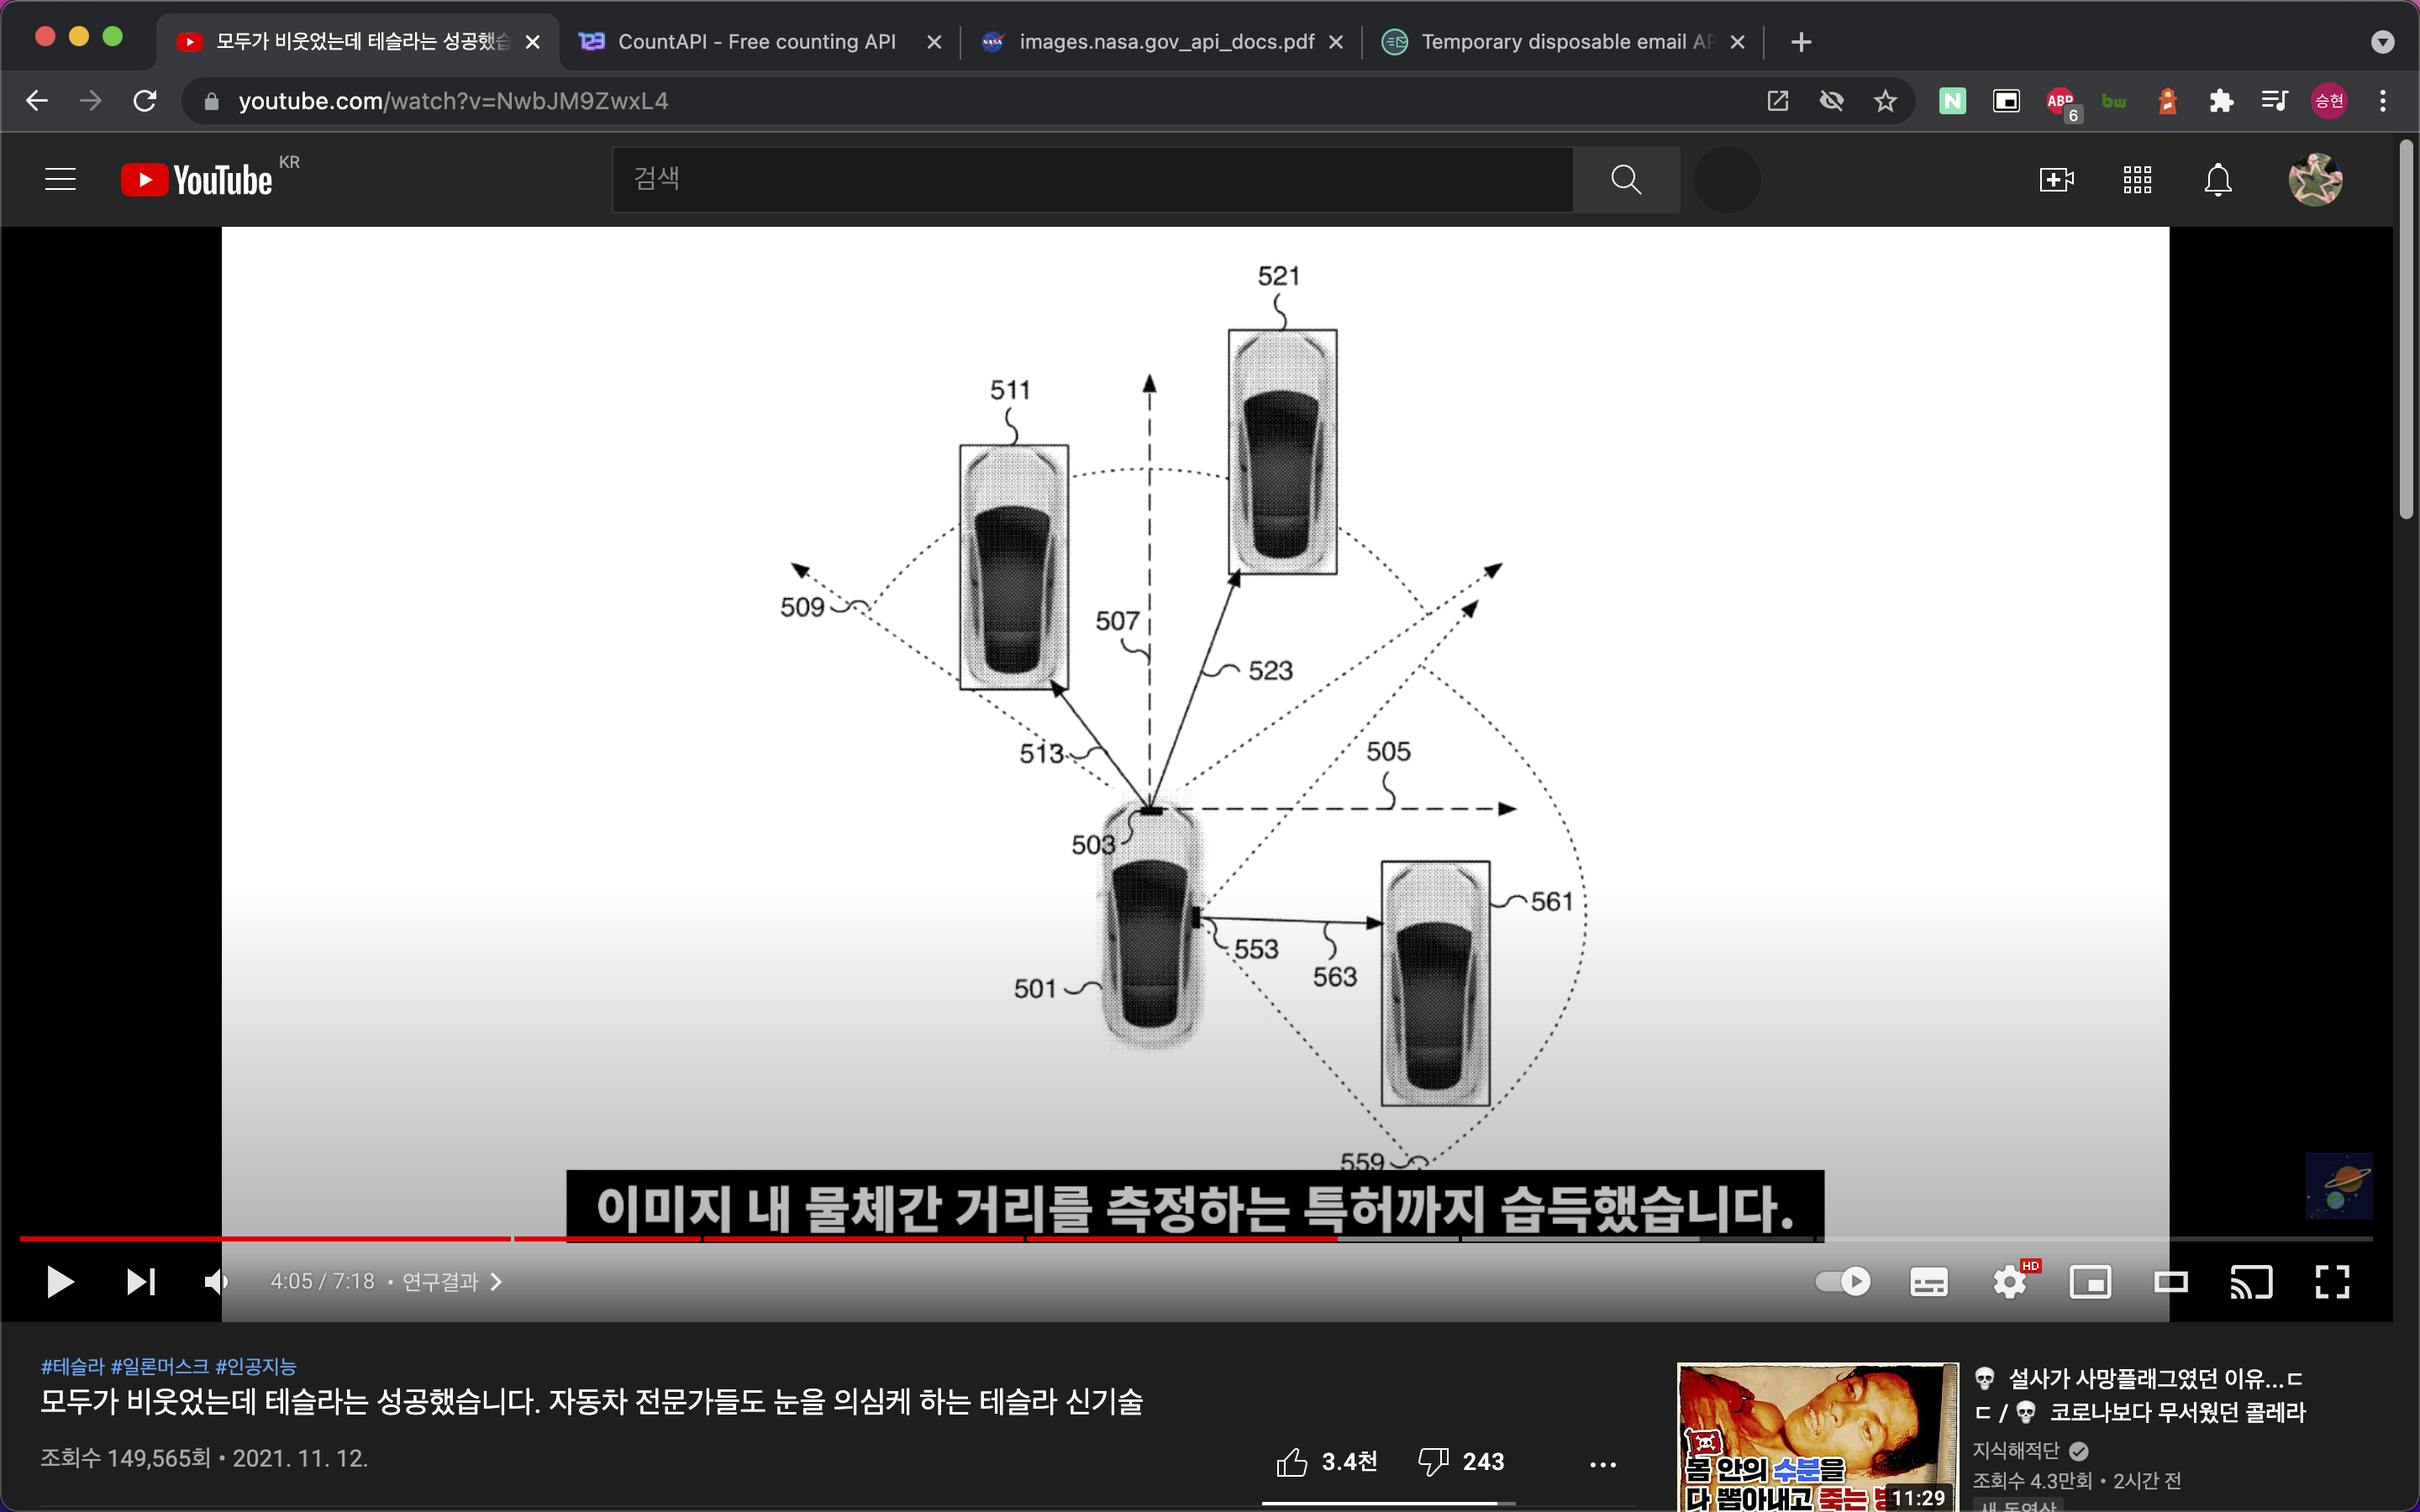 모두가 비웃었는데 테슬라는 성공했습
CountAPI - Free counting API
images.nasa.gov_api_docs.pdf
Temporary disposable email AP
youtube.com/watch?v=NwbJM9ZwxL4
N
ABP
6
bw
승현
YouTube
KR
검색
521
511
509
507
523
513
505
503
561
553
563
501
559
이미지 내 물체간 거리를 측정하는 특허까지 습득했습니다.
4:05 / 7:18 • 연구결과
HD
#테슬라 #일론머스크 #인공지능
모두가 비웃었는데 테슬라는 성공했습니다. 자동차 전문가들도 눈을 의심케 하는 테슬라 신기술
조회수 149,565회 • 2021. 11. 12.
3.4천
243
몸 안의 수분을
다 뽑아내고 죽는 병
11:29
설사가 사망플래그였던 이유...ㄷ
ㄷ / 코로나보다 무서웠던 콜레라
지식해적단
조회수 4.3만회 • 2시간 전
새 동영상